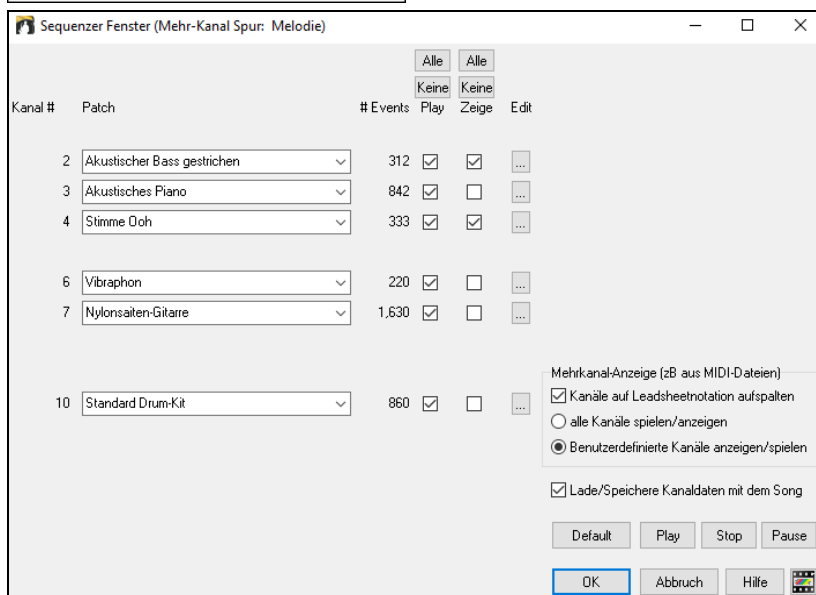 Sequenzer Fenster (Mehr-Kanal Spur: Melodie)
Alle Alle
Keine Keine
Kanal # Patch # Events Play Zeige Edit
2 Akustischer Bass gestrichen 312 ...
3 Akustisches Piano 842 ...
4 Stimme Ooh 333 ...
6 Vibraphon 220 ...
7 Nylonsaiten-Gitarre 1,630 ...
10 Standard Drum-Kit 860 ...
Mehrkanal-Anzeige (zB aus MIDI-Dateien)
Kanäle auf Leadsheetnotation aufspalten
alle Kanäle spielen/anzeigen
Benutzerdefinierte Kanäle anzeigen/spielen
Lade/Speichere Kanaldaten mit dem Song
Default Play Stop Pause
OK Abbruch Hilfe